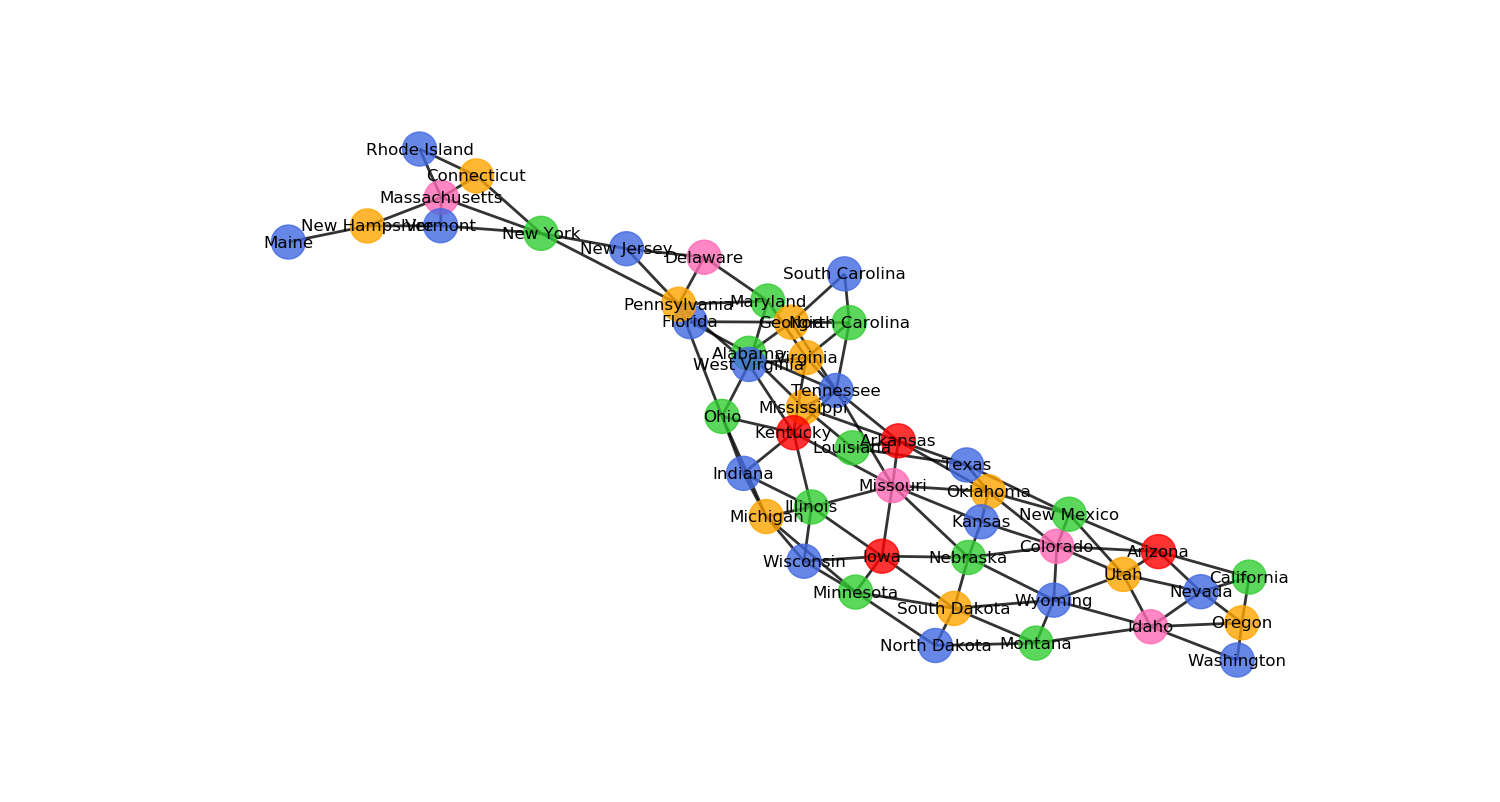 Rhode Island
Connecticut
Massachusetts
New Hampshire
Vermont
New York
Maine
New Jersey
Delaware
South Carolina
Pennsylvania
Maryland
Florida
Georgia
North Carolina
Alabama
West Virginia
Virginia
Tennessee
Mississippi
Ohio
Kentucky
Arkansas
Louisiana
Texas
Indiana
Missouri
Oklahoma
Illinois
Michigan
New Mexico
Kansas
Colorado
Arizona
Wisconsin
Iowa
Nebraska
Utah
California
Minnesota
Nevada
South Dakota
Wyoming
Idaho
Oregon
North Dakota
Montana
Washington